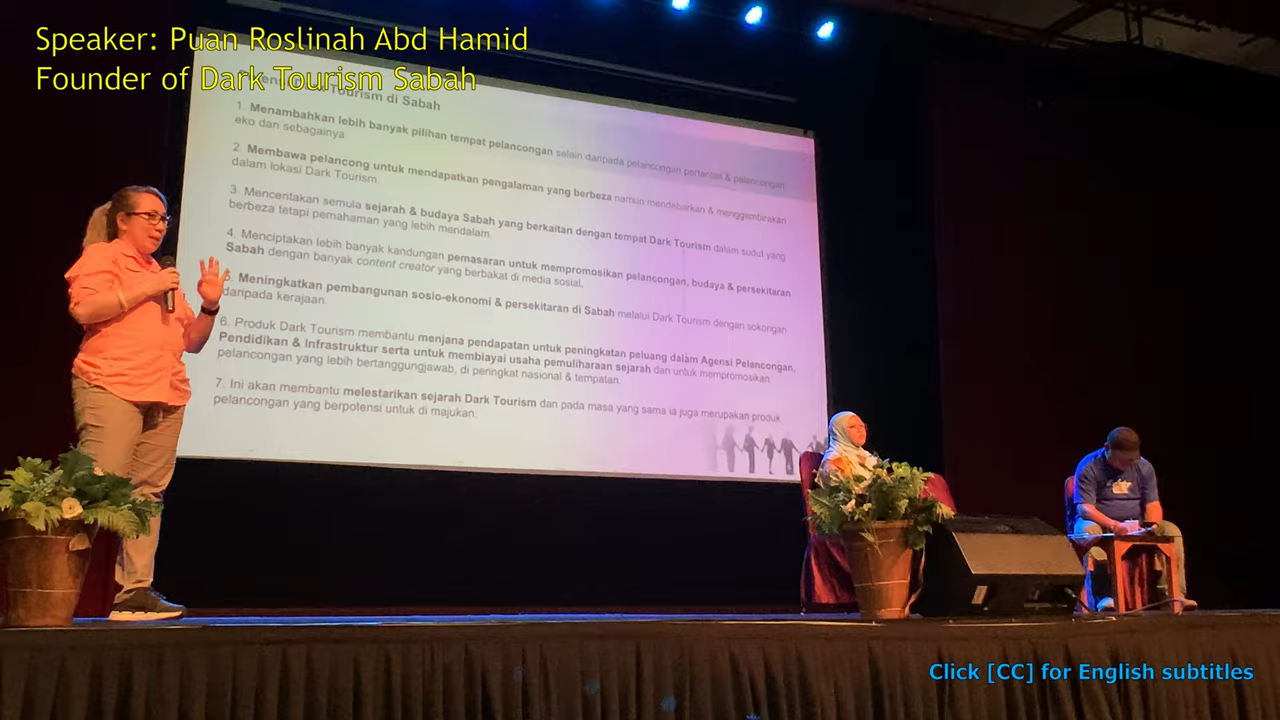 Speaker: Puan Roslinah Abd Hamid
Founder of Dark Tourism Sabah
Tourism di Sabah
1. Menambahkan lebih banyak pilihan tempat pelancongan selain daripada pelancongan pertanian & pelancongan
eko dan sebagainya.
2. Membawa pelancong untuk mendapatkan pengalaman yang berbeza namun mendebarkan & menggembirakan
dalam lokasi Dark Tourism.
3. Menceritakan semula sejarah & budaya Sabah yang berkaitan dengan tempat Dark Tourism dalam sudut yang
berbeza tetapi pemahaman yang lebih mendalam.
4. Menciptakan lebih banyak kandungan pemasaran untuk mempromosikan pelancongan, budaya & persekitaran
Sabah dengan banyak content creator yang berbakat di media sosial.
5. Meningkatkan pembangunan sosio-ekonomi & persekitaran di Sabah melalui Dark Tourism dengan sokongan
daripada kerajaan.
6. Produk Dark Tourism membantu menjana pendapatan untuk peningkatan peluang dalam Agensi Pelancongan,
Pendidikan & Infrastruktur serta untuk membiayai usaha pemuliharaan sejarah dan untuk mempromosikan
pelancongan yang lebih bertanggungjawab, di peringkat nasional & tempatan.
7. Ini akan membantu melestarikan sejarah Dark Tourism dan pada masa yang sama ia juga merupakan produk
pelancongan yang berpotensi untuk di majukan.
Click [CC] for English subtitles